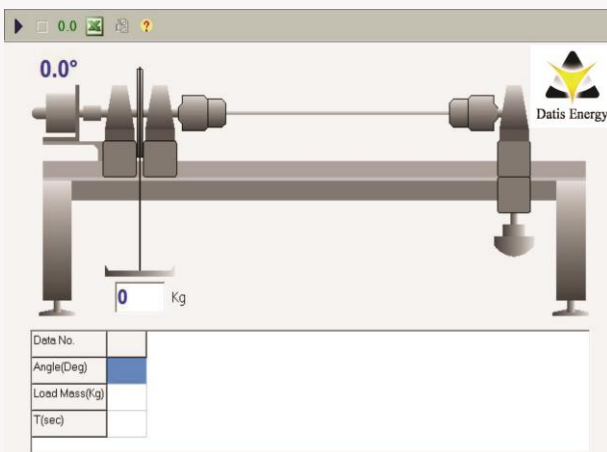 0.0
?
0.0°
Datis Energy
0 Kg
Data No.
Angle(Deg)
Load Mass(Kg)
T(sec)